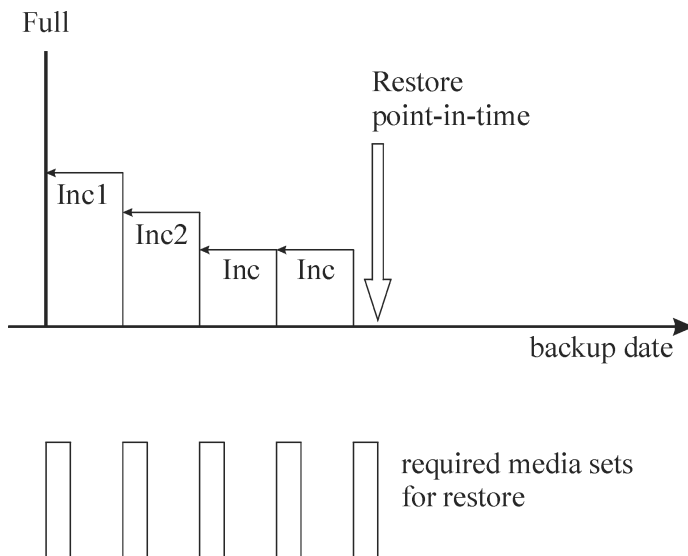 Full
Restore
point-in-time
Inc1
Inc2
Inc
Inc
backup date
required media sets
for restore